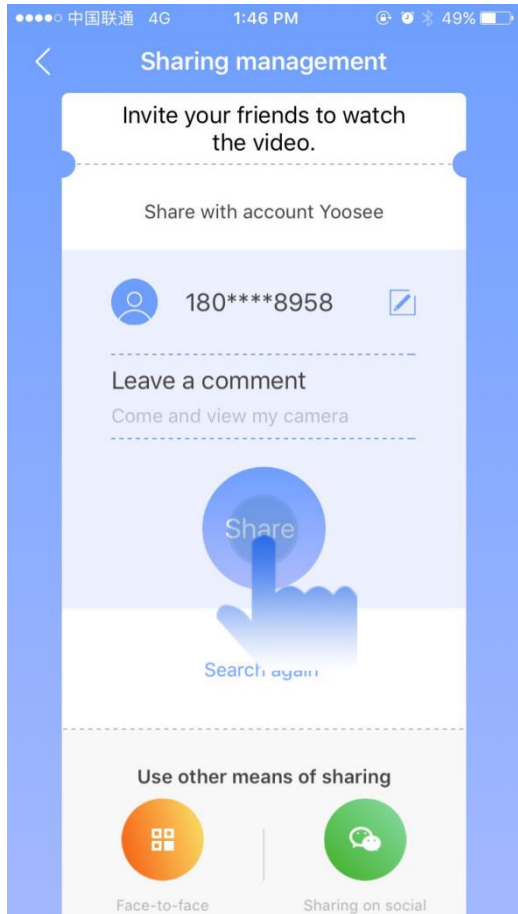 中国联通 4G 1:46 PM 49%
Sharing management
Invite your friends to watch
the video.
Share with account Yoosee
180****8958
Leave a comment
Come and view my camera
Share
Search again
Use other means of sharing
Face-to-face
Sharing on social